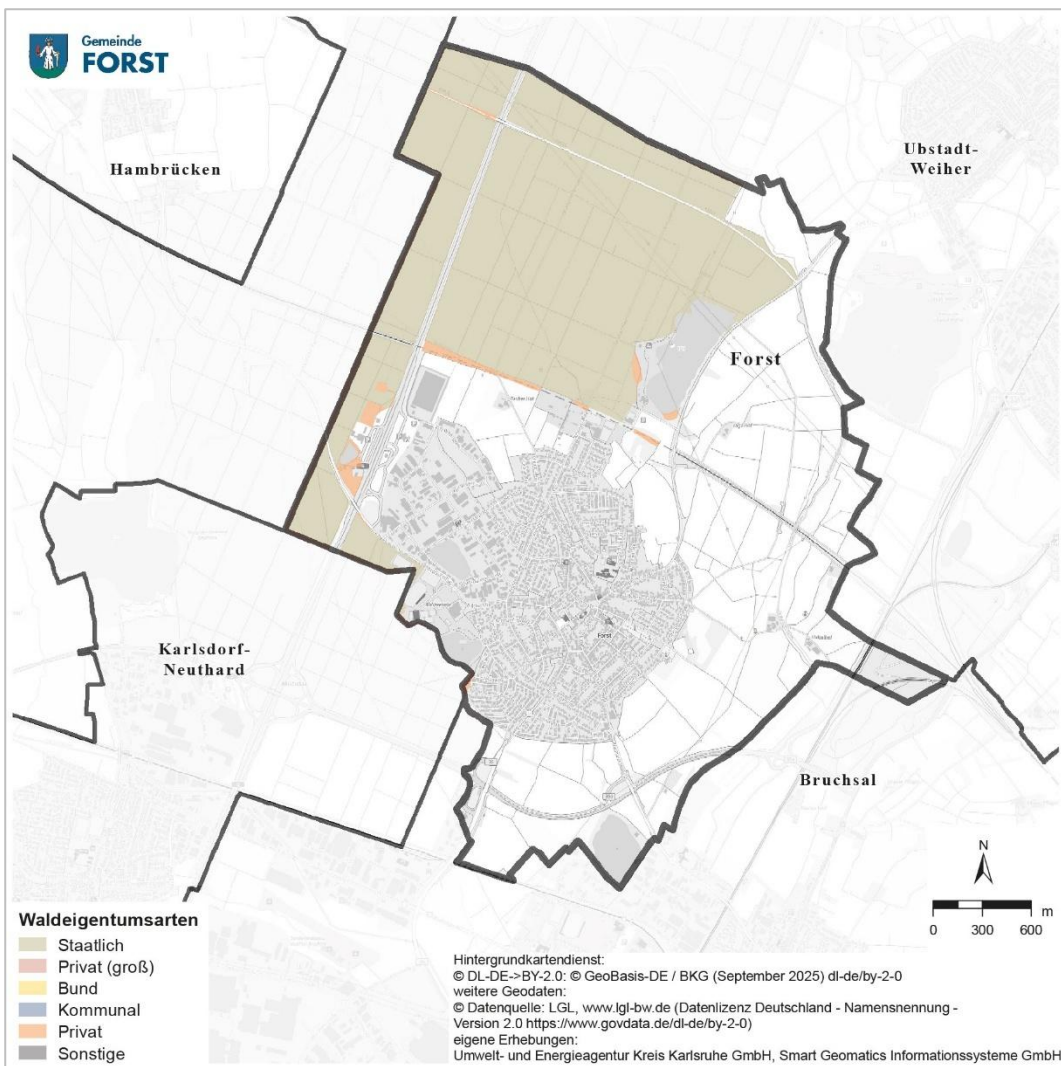 Gemeinde
FORST
Hambrücken
Ubstadt-
Weiher
Forst
Karlsdorf-
Neuthard
Forst
Bruchsal
N
0 300 600 m
Waldeigentumsarten
Staatlich
Privat (groß)
Bund
Kommunal
Privat
Sonstige
Hintergrundkartendienst:
© DL-DE->BY-2.0: © GeoBasis-DE / BKG (September 2025) dl-de/by-2-0
weitere Geodaten:
© Datenquelle: LGL, www.lgl-bw.de (Datenlizenz Deutschland - Namensnennung -
Version 2.0 https://www.govdata.de/dl-de/by-2-0)
eigene Erhebungen:
Umwelt- und Energieagentur Kreis Karlsruhe GmbH, Smart Geomatics Informationssysteme GmbH